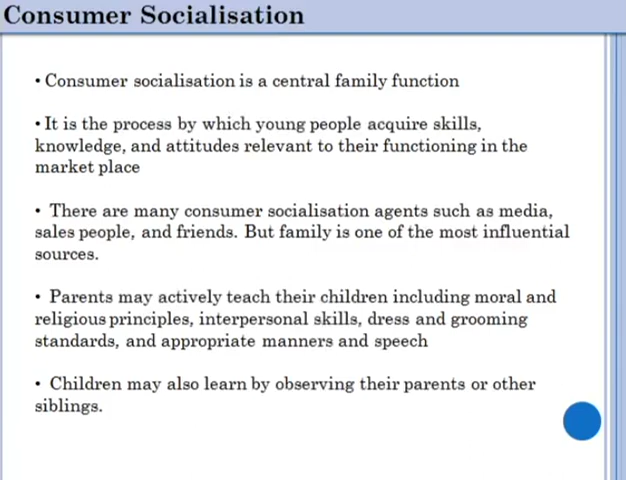 Consumer Socialisation
• Consumer socialisation is a central family function
• It is the process by which young people acquire skills,
knowledge, and attitudes relevant to their functioning in the
market place
• There are many consumer socialisation agents such as media,
sales people, and friends. But family is one of the most influential
sources.
• Parents may actively teach their children including moral and
religious principles, interpersonal skills, dress and grooming
standards, and appropriate manners and speech
• Children may also learn by observing their parents or other
siblings.